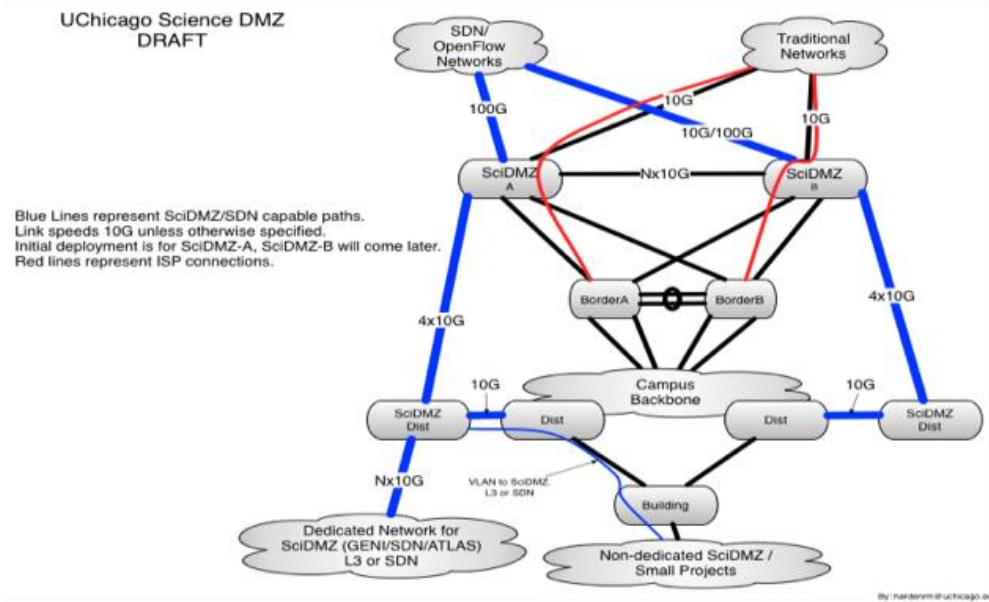 UChicago Science DMZ
DRAFT
SDN/
OpenFlow
Networks
Traditional
Networks
100G
10G
10G/100G
10G
SciDMZ
A
Nx10G
SciDMZ
B
Blue Lines represent SciDMZ/SDN capable paths.
Link speeds 10G unless otherwise specified.
Initial deployment is for SciDMZ-A, SciDMZ-B will come later.
Red lines represent ISP connections.
BorderA
BorderB
4x10G
4x10G
Campus
Backbone
10G
10G
SciDMZ
Dist
Dist
Dist
SciDMZ
Dist
Nx10G
VLAN to SciDMZ.
L3 or SDN
Building
Dedicated Network for
SciDMZ (GENI/SDN/ATLAS)
L3 or SDN
Non-dedicated SciDMZ /
Small Projects